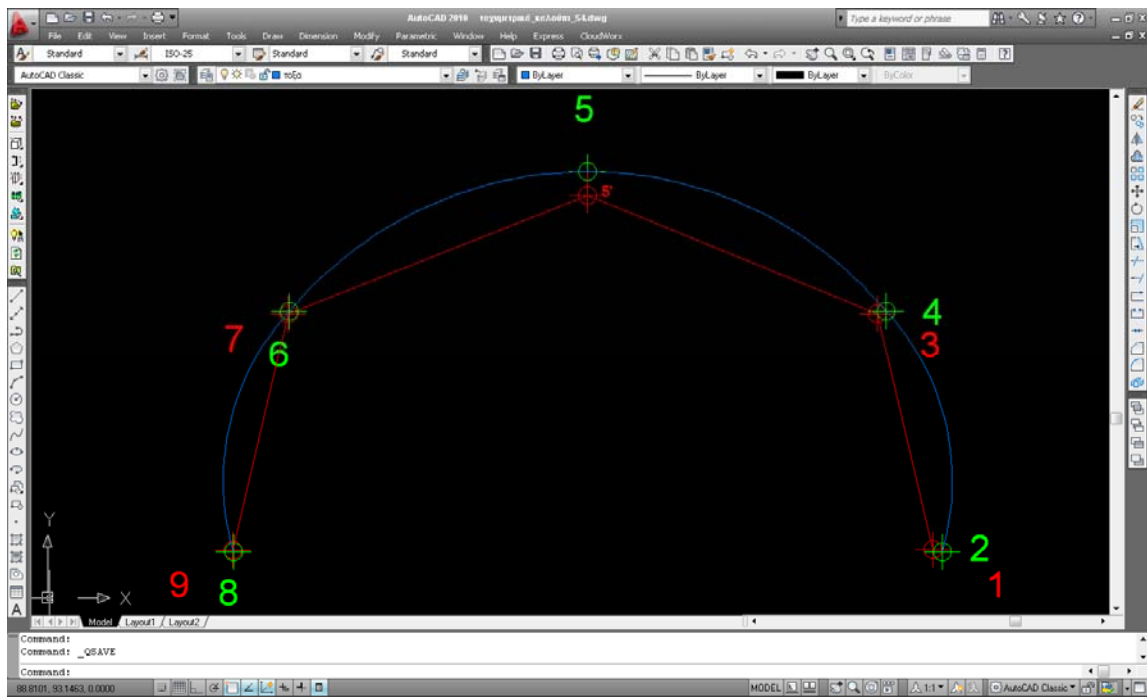 AutoCAD 2010 τεχνμετρικό_κελούπι_54.dwg
Type a keyword or phrase
File Edit View Insert Format Tools Draw Dimension Modify Parametric Window Help Express CloudWorx
Standard ISO-25 Standard Standard
AutoCAD Classic τοξο ByLayer ByLayer ByLayer ByColor
5
5'
4
3
7
6
2
1
9
8
Y
X
Model Layout1 Layout2
Command:
Command: _QSAVE
Command:
88.8101, 93.1463, 0.0000 MODEL 1:1 AutoCAD Classic